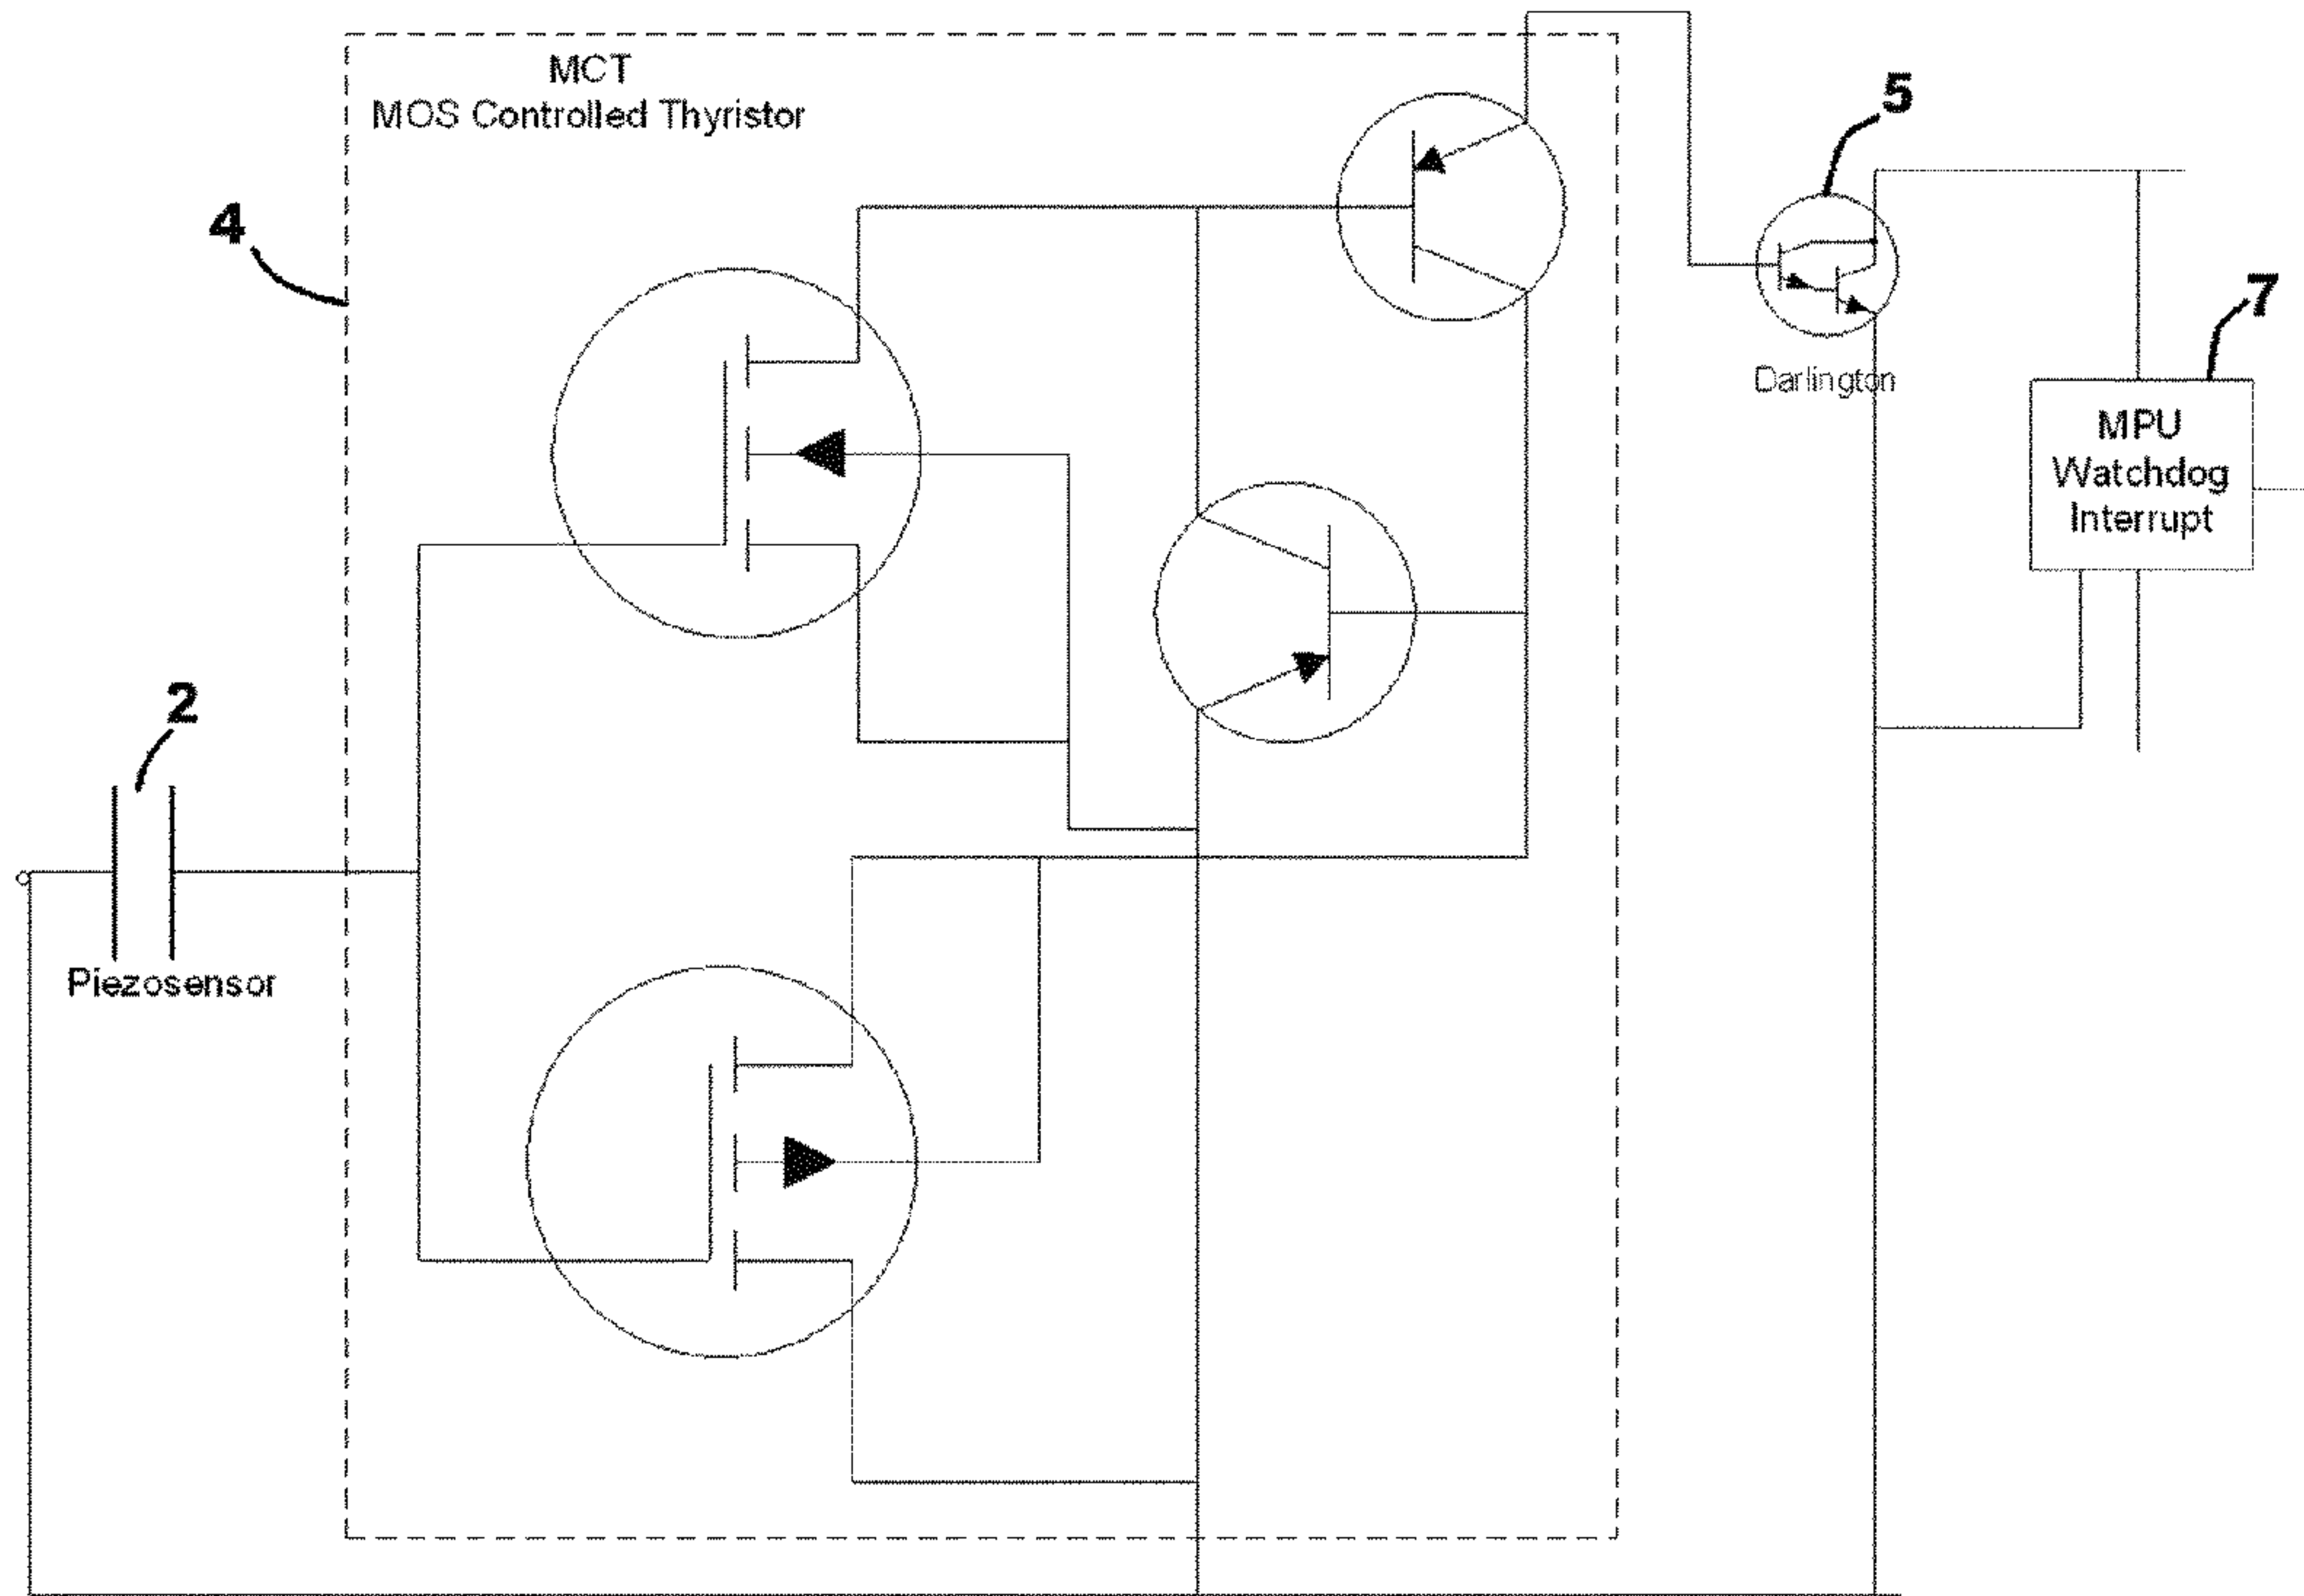 MCT
MOS Controlled Thyristor
5
4
7
Darlington
MPU
Watchdog
Interrupt
2
Piezosensor